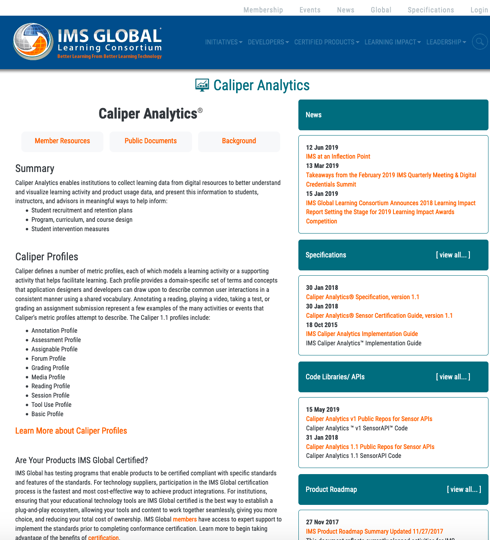 Membership Events News Global Specifications Login
IMS GLOBAL
Learning Consortium
Better Learning From Better Learning Technology
INITIATIVES DEVELOPERS CERTIFIED PRODUCTS LEARNING IMPACT LEADERSHIP
Caliper Analytics
Caliper Analytics®
Member Resources
Public Documents
Background
Summary
Caliper Analytics enables institutions to collect learning data from digital resources to better understand
and visualize learning activity and product usage data, and present this information to students,
instructors, and advisors in meaningful ways to help inform:
Student recruitment and retention plans
Program, curriculum, and course design
Student intervention measures
Caliper Profiles
Caliper defines a number of metric profiles, each of which models a learning activity or a supporting
activity that helps facilitate learning. Each profile provides a domain-specific set of terms and concepts
that application designers and developers can draw upon to describe common user interactions in a
consistent manner using a shared vocabulary. Annotating a reading, playing a video, taking a test, or
grading an assignment submission represent a few examples of the many activities or events that
Caliper's metric profiles attempt to describe. The Caliper 1.1 profiles include:
Annotation Profile
Assessment Profile
Assignable Profile
Forum Profile
Grading Profile
Media Profile
Reading Profile
Session Profile
Tool Use Profile
Basic Profile
Learn More about Caliper Profiles
Are Your Products IMS Global Certified?
IMS Global has testing programs that enable products to be certified compliant with specific standards
and features of the standards. For technology suppliers, participation in the IMS Global certification
process is the fastest and most cost-effective way to achieve product integrations. For institutions,
ensuring that your educational technology tools are IMS Global certified is the best way to establish a
plug-and-play ecosystem, allowing your tools and content to work together seamlessly, giving you more
choice, and reducing your total cost of ownership. IMS Global members have access to expert support to
implement the standards prior to completing conformance certification. Learn more to begin taking
advantage of the benefits of certification.
News
12 Jun 2019
IMS at an Inflection Point
13 Mar 2019
Takeaways from the February 2019 IMS Quarterly Meeting & Digital
Credentials Summit
15 Jan 2019
IMS Global Learning Consortium Announces 2018 Learning Impact
Report Setting the Stage for 2019 Learning Impact Awards
Competition
Specifications [ view all... ]
30 Jan 2018
Caliper Analytics® Specification, version 1.1
30 Jan 2018
Caliper Analytics® Sensor Certification Guide, version 1.1
18 Oct 2015
IMS Caliper Analytics Implementation Guide
IMS Caliper Analytics™ Implementation Guide
Code Libraries/ APIs [ view all... ]
15 May 2019
Caliper Analytics v1 Public Repos for Sensor APIs
Caliper Analytics ™ v1 SensorAPI™ Code
31 Jan 2018
Caliper Analytics 1.1 Public Repos for Sensor APIs
Caliper Analytics 1.1 SensorAPI Code
Product Roadmap [ view all... ]
27 Nov 2017
IMS Product Roadmap Summary Updated 11/27/2017